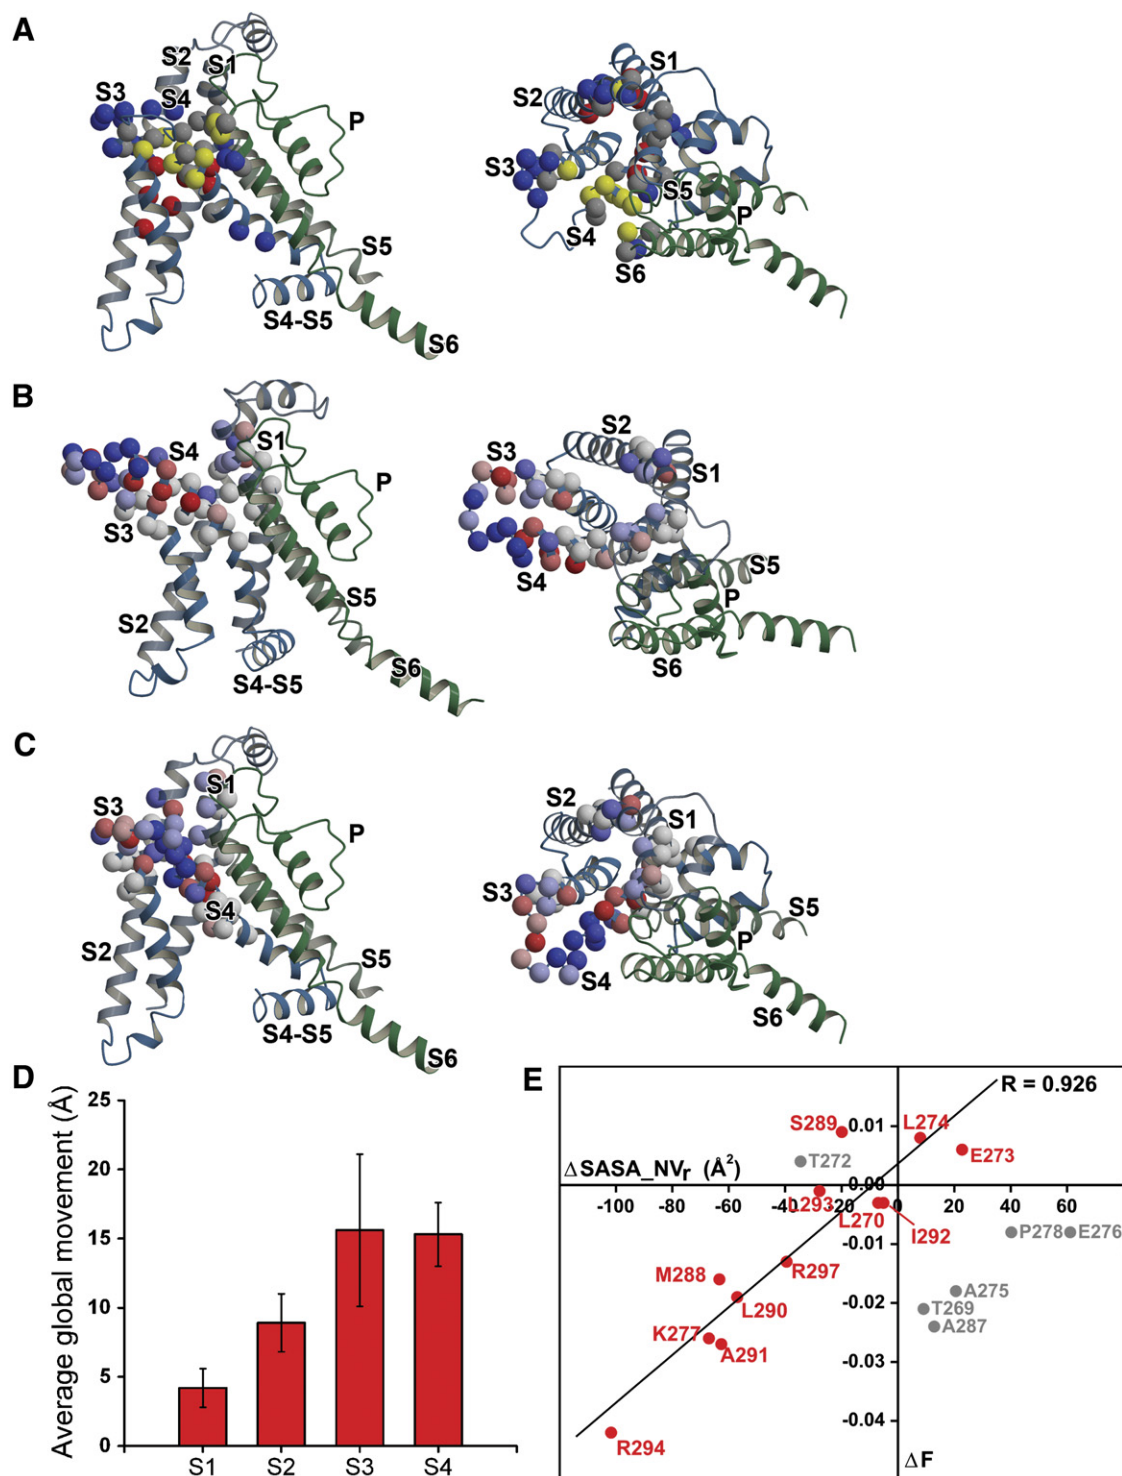 A
S2
S1
S3
S4
P
S5
S4-S5
S6
S1
S2
S3
S5
P
S4
S6
B
S4
S1
P
S3
S5
S2
S6
S4-S5
S2
S3
S1
S4
S5
P
S6
C
S1
S3
P
S4
S2
S5
S4-S5
S6
S2
S1
S3
S5
P
S4
S6
D
Average global movement (Å)
25
20
15
10
5
0
S1
S2
S3
S4
E
R = 0.926
L274
0.01
S289
E273
T272
ΔSASA_NVr (Å²)
0.00
-100
-80
-60
-40
-20
0
20
40
60
L293
L270
I292
P278
E276
-0.01
R297
M288
L290
A275
-0.02
T269
A287
K277
A291
-0.03
-0.04
R294
ΔF